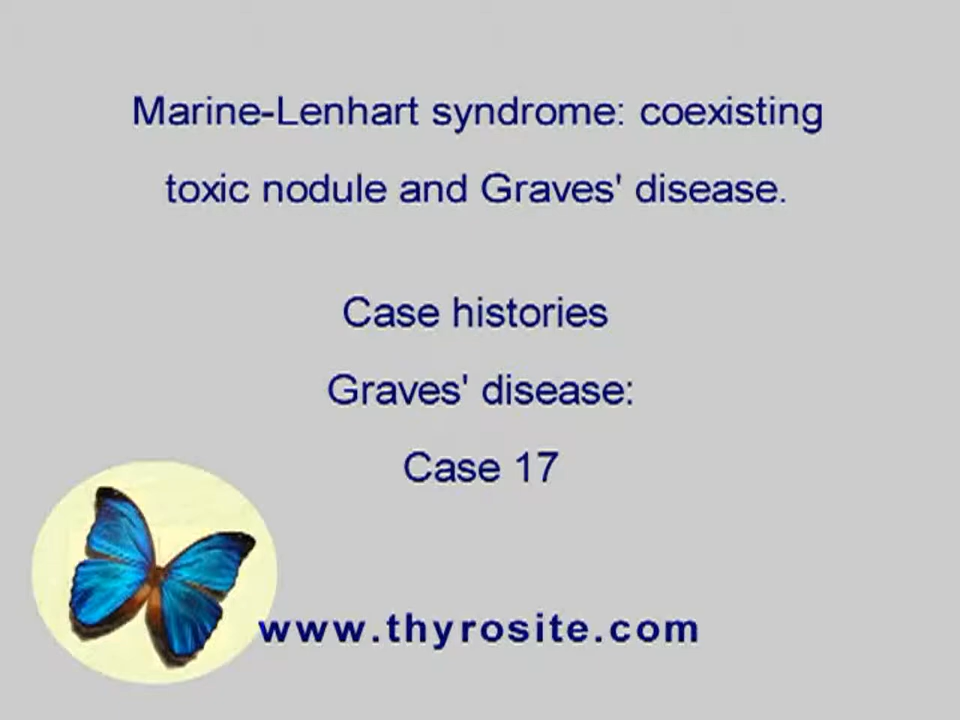 Marine-Lenhart syndrome: coexisting
toxic nodule and Graves' disease.
Case histories
Graves' disease:
Case 17
www.thyrosite.com